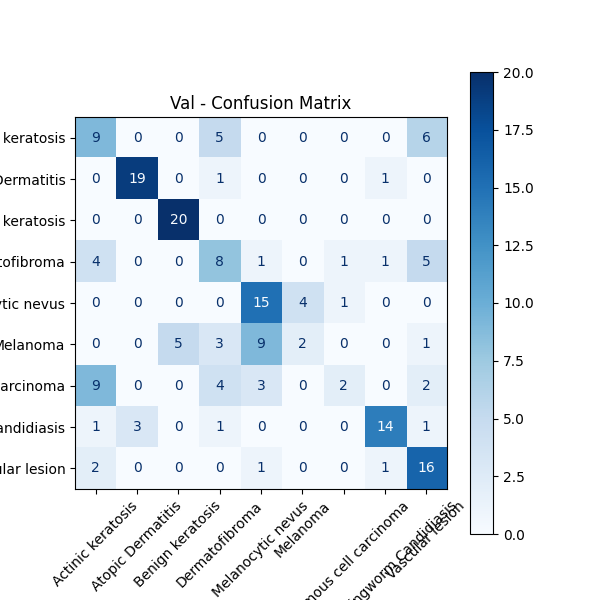 Val - Confusion Matrix
keratosis 9 0 0 5 0 0 0 0 6
Dermatitis 0 19 0 1 0 0 0 1 0
keratosis 0 0 20 0 0 0 0 0 0
tofibroma 4 0 0 8 1 0 1 1 5
ytic nevus 0 0 0 0 15 4 1 0 0
Melanoma 0 0 5 3 9 2 0 0 1
arcinoma 9 0 0 4 3 0 2 0 2
andidiasis 1 3 0 1 0 0 0 14 1
ular lesion 2 0 0 0 1 0 0 1 16
Actinic keratosis
Atopic Dermatitis
Benign keratosis
Dermatofibroma
Melanocytic nevus
Melanoma
mous cell carcinoma
ngworm Candidiasis
Vascular lesion
20.0
17.5
15.0
12.5
10.0
7.5
5.0
2.5
0.0